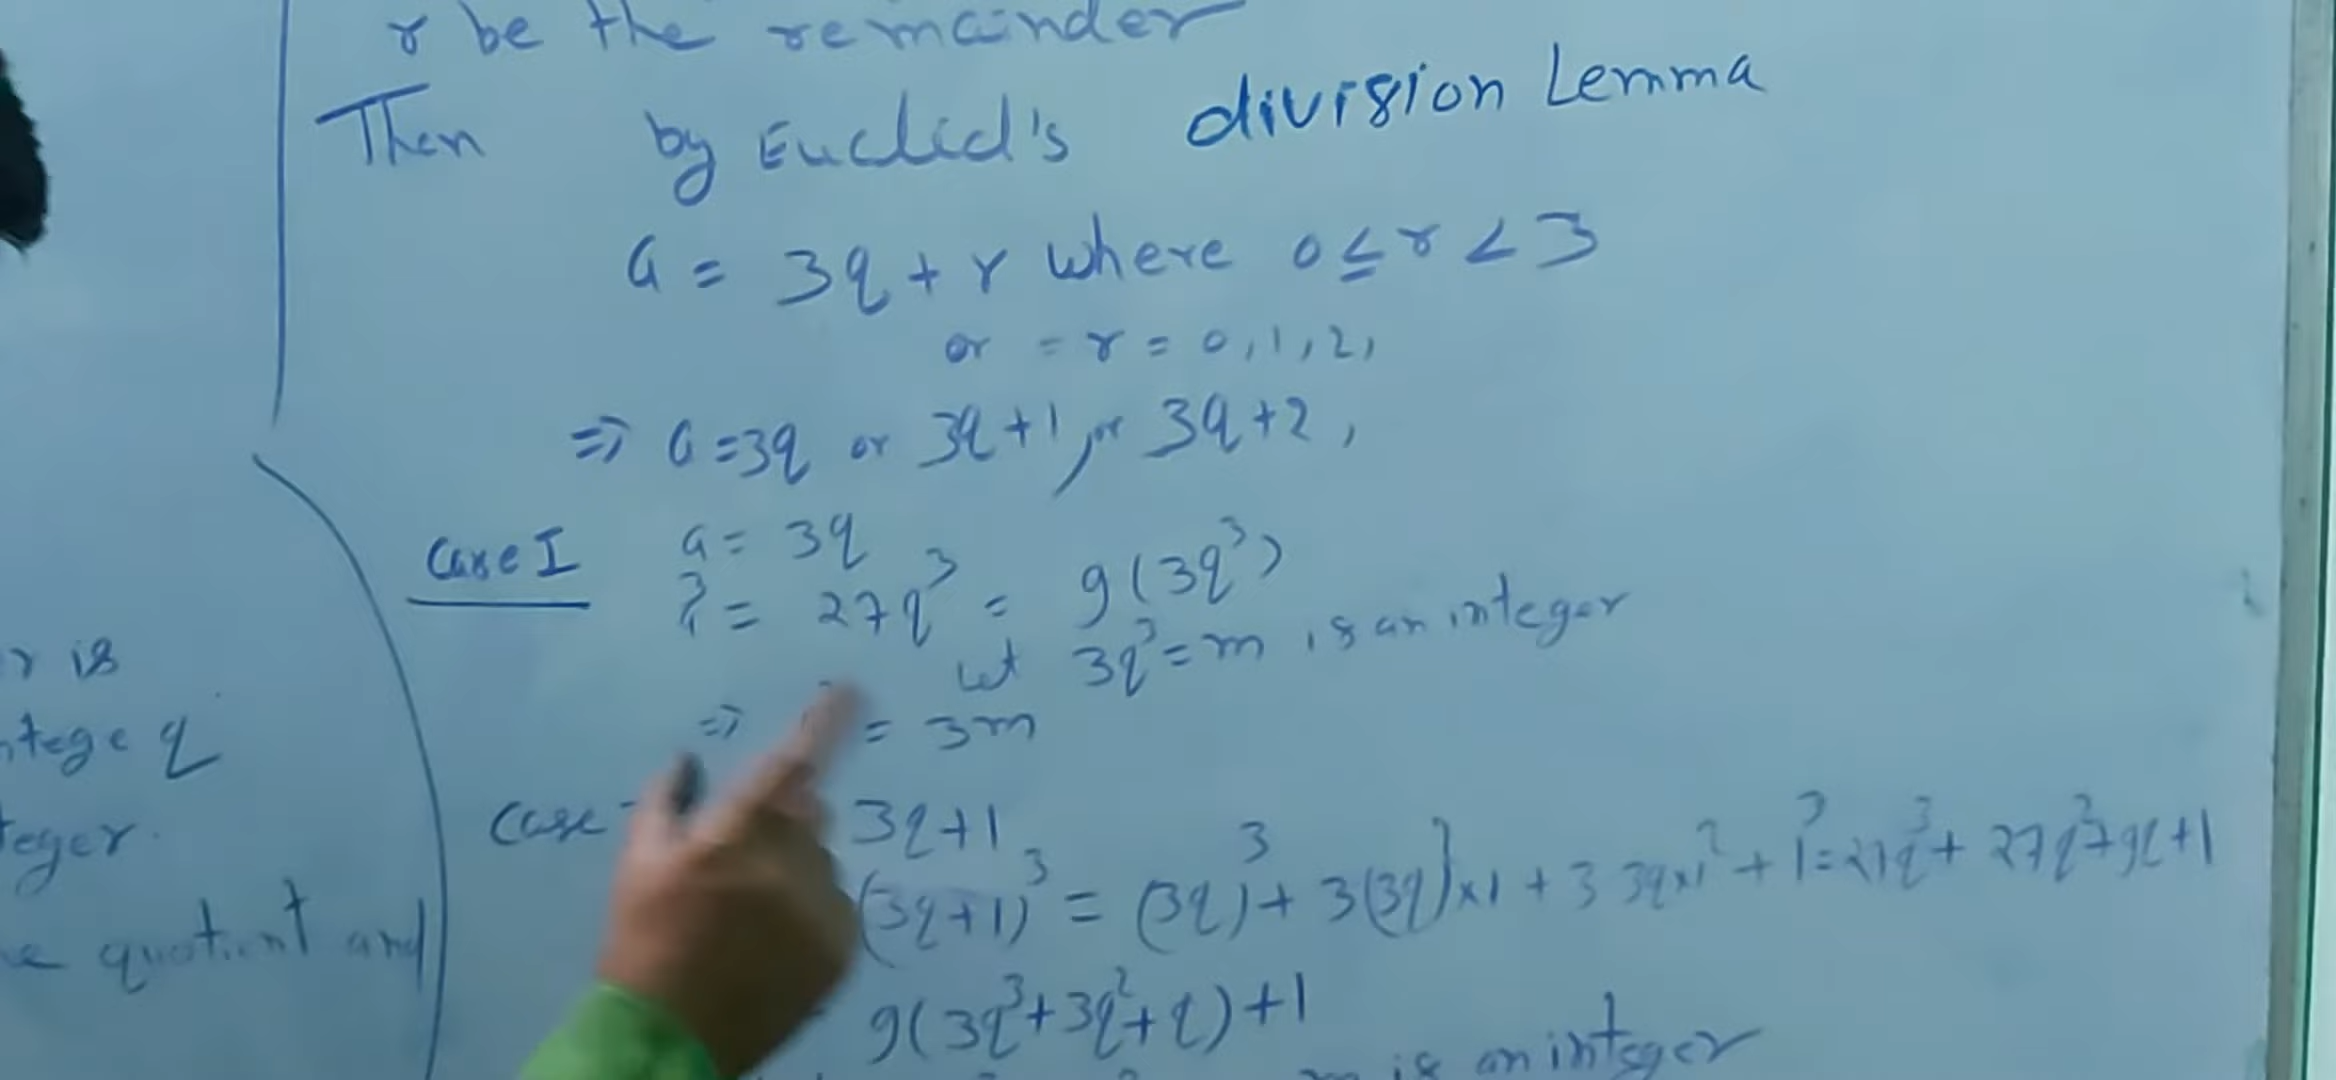 r be the remainder
Then by Euclid's division Lemma
a = 3q + r where 0 ≤ r < 3
or = r = 0, 1, 2,
⇒ a = 3q or 3q + 1, or 3q + 2,
Case I a = 3q
= 27q³ = 9(3q³)
let 3q³ = m is an integer
⇒ = 3m
Case 3q+1
(3q+1)³ = (3q)³ + 3(3q)²×1 + 3 3q×1² + 1³ = 27q³ + 27q²+9q+1
9(3q³+3q²+q)+1
m is an integer
r is
ntege q
teger.
e quotient and